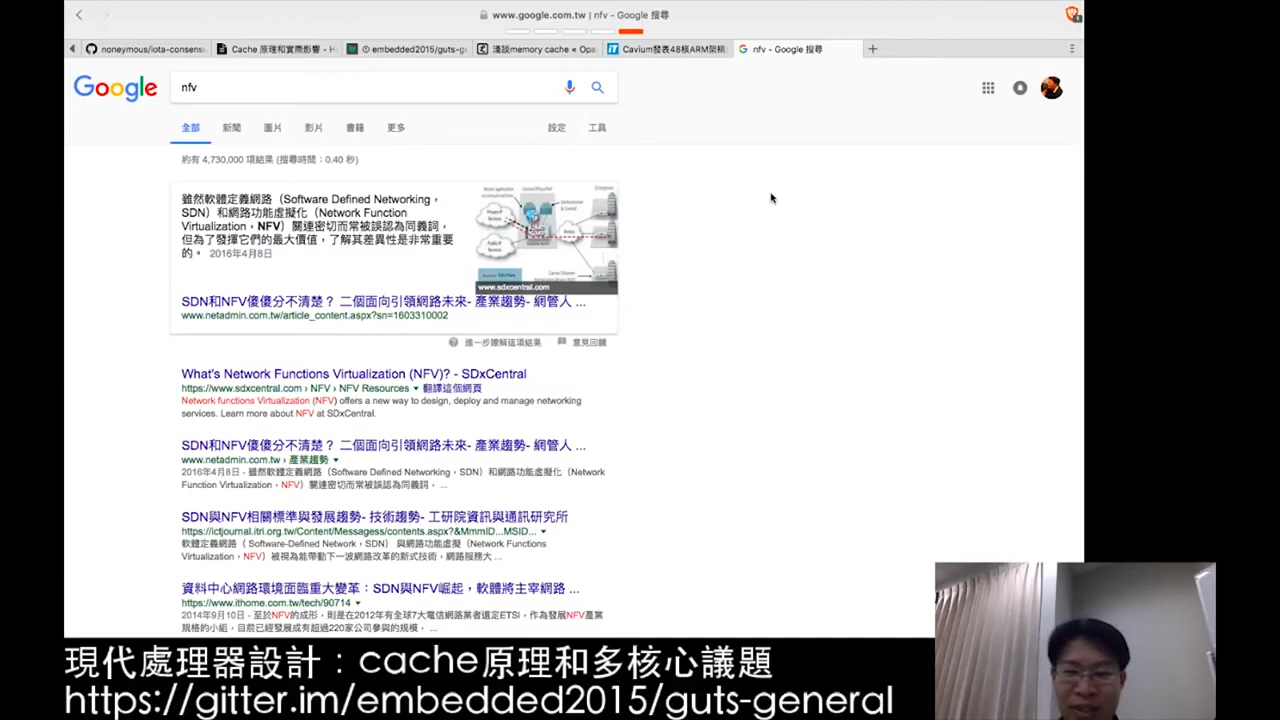 www.google.com.tw | nfv - Google 搜尋
noneymous/iota-consensu
Cache 原理和實際影響 - H
embedded2015/guts-g
淺談memory cache « Opa
Cavium發表48核ARM架構
nfv - Google 搜尋
Google
nfv
全部 新聞 圖片 影片 書籍 更多 設定 工具
約有 4,730,000 項結果 (搜尋時間：0.40 秒)
雖然軟體定義網路（Software Defined Networking，
SDN）和網路功能虛擬化（Network Function
Virtualization，NFV）關連密切而常被誤認為同義詞，
但為了發揮它們的最大價值，了解其差異性是非常重要
的。 2016年4月8日
www.sdxcentral.com
SDN和NFV傻傻分不清楚？ 二個面向引領網路未來- 產業趨勢- 網管人 ...
www.netadmin.com.tw/article_content.aspx?sn=1603310002
進一步瞭解這項結果 意見回饋
What's Network Functions Virtualization (NFV)? - SDxCentral
https://www.sdxcentral.com › NFV › NFV Resources ▼ 翻譯這個網頁
Network functions Virtualization (NFV) offers a new way to design, deploy and manage networking
services. Learn more about NFV at SDxCentral.
SDN和NFV傻傻分不清楚？ 二個面向引領網路未來- 產業趨勢- 網管人 ...
www.netadmin.com.tw › 產業趨勢 ▼
2016年4月8日 - 雖然軟體定義網路（Software Defined Networking，SDN）和網路功能虛擬化（Network
Function Virtualization，NFV）關連密切而常被誤認為同義詞， ...
SDN與NFV相關標準與發展趨勢- 技術趨勢- 工研院資訊與通訊研究所
https://ictjournal.itri.org.tw/Content/Messagess/contents.aspx?&MmmID...MSID... ▼
軟體定義網路（ Software-Defined Network，SDN） 與網路功能虛擬（Network Functions
Virtualization，NFV）被視為能帶動下一波網路改革的新式技術，網路服務大 ...
資料中心網路環境面臨重大變革：SDN與NFV崛起，軟體將主宰網路 ...
https://www.ithome.com.tw/tech/90714 ▼
2014年9月10日 - 至於NFV的成形，則是在2012年有全球7大電信網路業者選定ETSI，作為發展NFV產業
規格的小組，目前已經發展成有超過220家公司參與的規模， ...
現代處理器設計：cache原理和多核心議題
https://gitter.im/embedded2015/guts-general